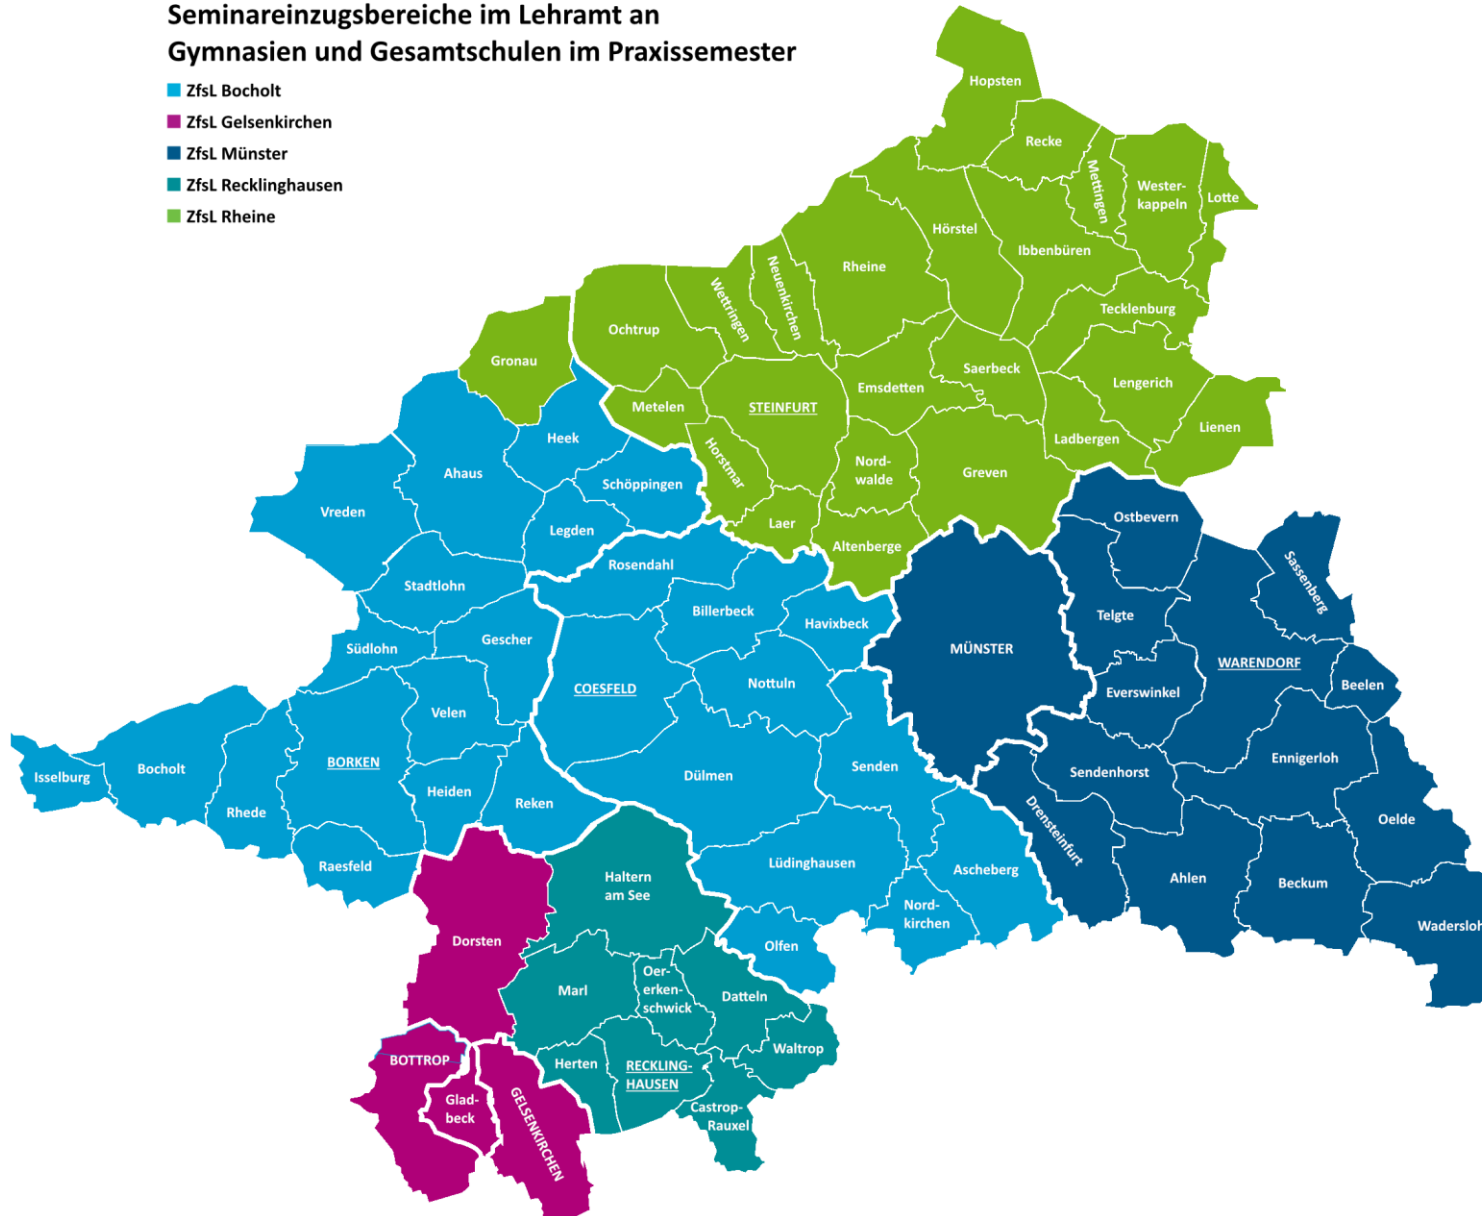 Seminareinzugsbereiche im Lehramt an
Gymnasien und Gesamtschulen im Praxissemester
ZfsL Bocholt
ZfsL Gelsenkirchen
ZfsL Münster
ZfsL Recklinghausen
ZfsL Rheine
Hopsten
Recke
Mettingen
Wester-
kappeln
Lotte
Hörstel
Ibbenbüren
Rheine
Neuenkirchen
Wettringen
Ochtrup
Tecklenburg
Gronau
Saerbeck
Lengerich
Emsdetten
Metelen
STEINFURT
Lienen
Ladbergen
Heek
Horstmar
Nord-
walde
Greven
Ahaus
Schöppingen
Vreden
Legden
Laer
Altenberge
Ostbevern
Sassenberg
Rosendahl
Stadtlohn
Billerbeck
Havixbeck
Telgte
Gescher
Südlohn
MÜNSTER
WARENDORF
COESFELD
Nottuln
Everswinkel
Beelen
Velen
BORKEN
Bocholt
Isselburg
Dülmen
Senden
Sendenhorst
Ennigerloh
Heiden
Reken
Rhede
Drensteinfurt
Oelde
Raesfeld
Lüdinghausen
Ascheberg
Haltern
am See
Ahlen
Beckum
Nord-
kirchen
Wadersloh
Dorsten
Olfen
Marl
Oer-
erken-
schwick
Datteln
Waltrop
BOTTROP
Herten
RECKLING-
HAUSEN
Glad-
beck
GELSENKIRCHEN
Castrop-
Rauxel